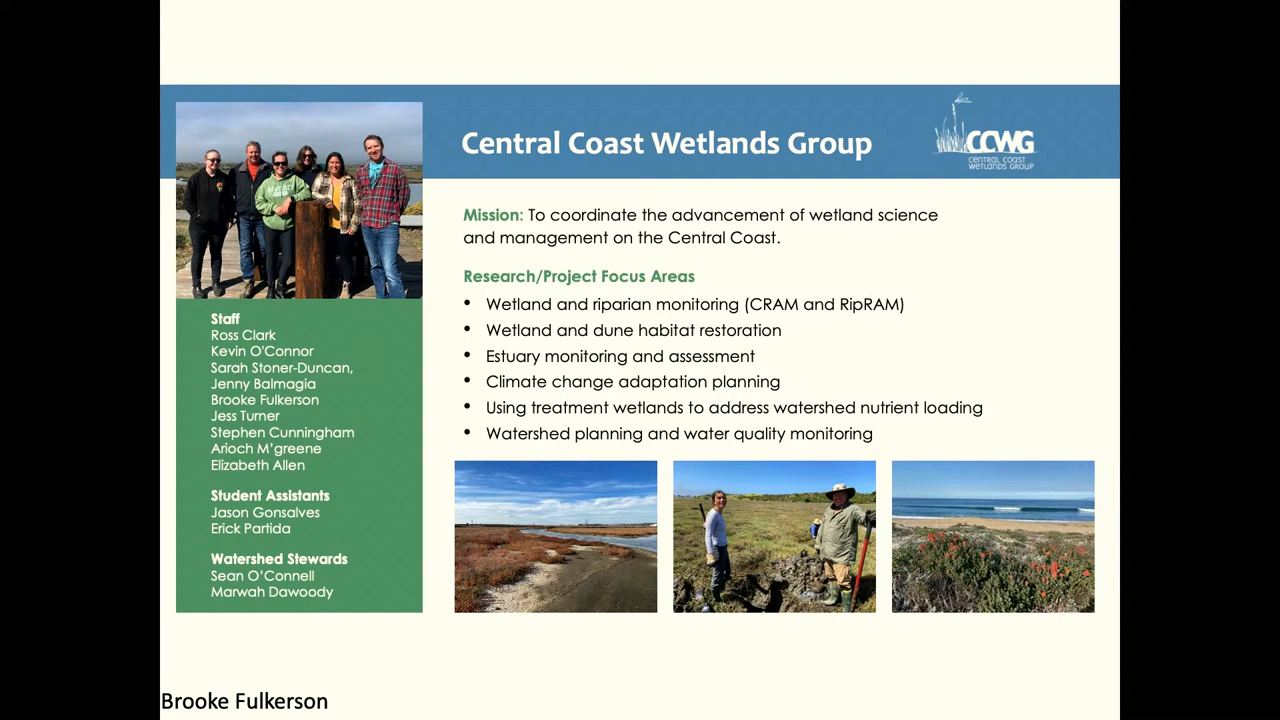 Central Coast Wetlands Group
CCWG
CENTRAL COAST
WETLANDS GROUP
Mission: To coordinate the advancement of wetland science
and management on the Central Coast.
Research/Project Focus Areas
• Wetland and riparian monitoring (CRAM and RipRAM)
• Wetland and dune habitat restoration
• Estuary monitoring and assessment
• Climate change adaptation planning
• Using treatment wetlands to address watershed nutrient loading
• Watershed planning and water quality monitoring
Staff
Ross Clark
Kevin O'Connor
Sarah Stoner-Duncan,
Jenny Balmagia
Brooke Fulkerson
Jess Turner
Stephen Cunningham
Arioch M'greene
Elizabeth Allen
Student Assistants
Jason Gonsalves
Erick Partida
Watershed Stewards
Sean O'Connell
Marwah Dawoody
Brooke Fulkerson